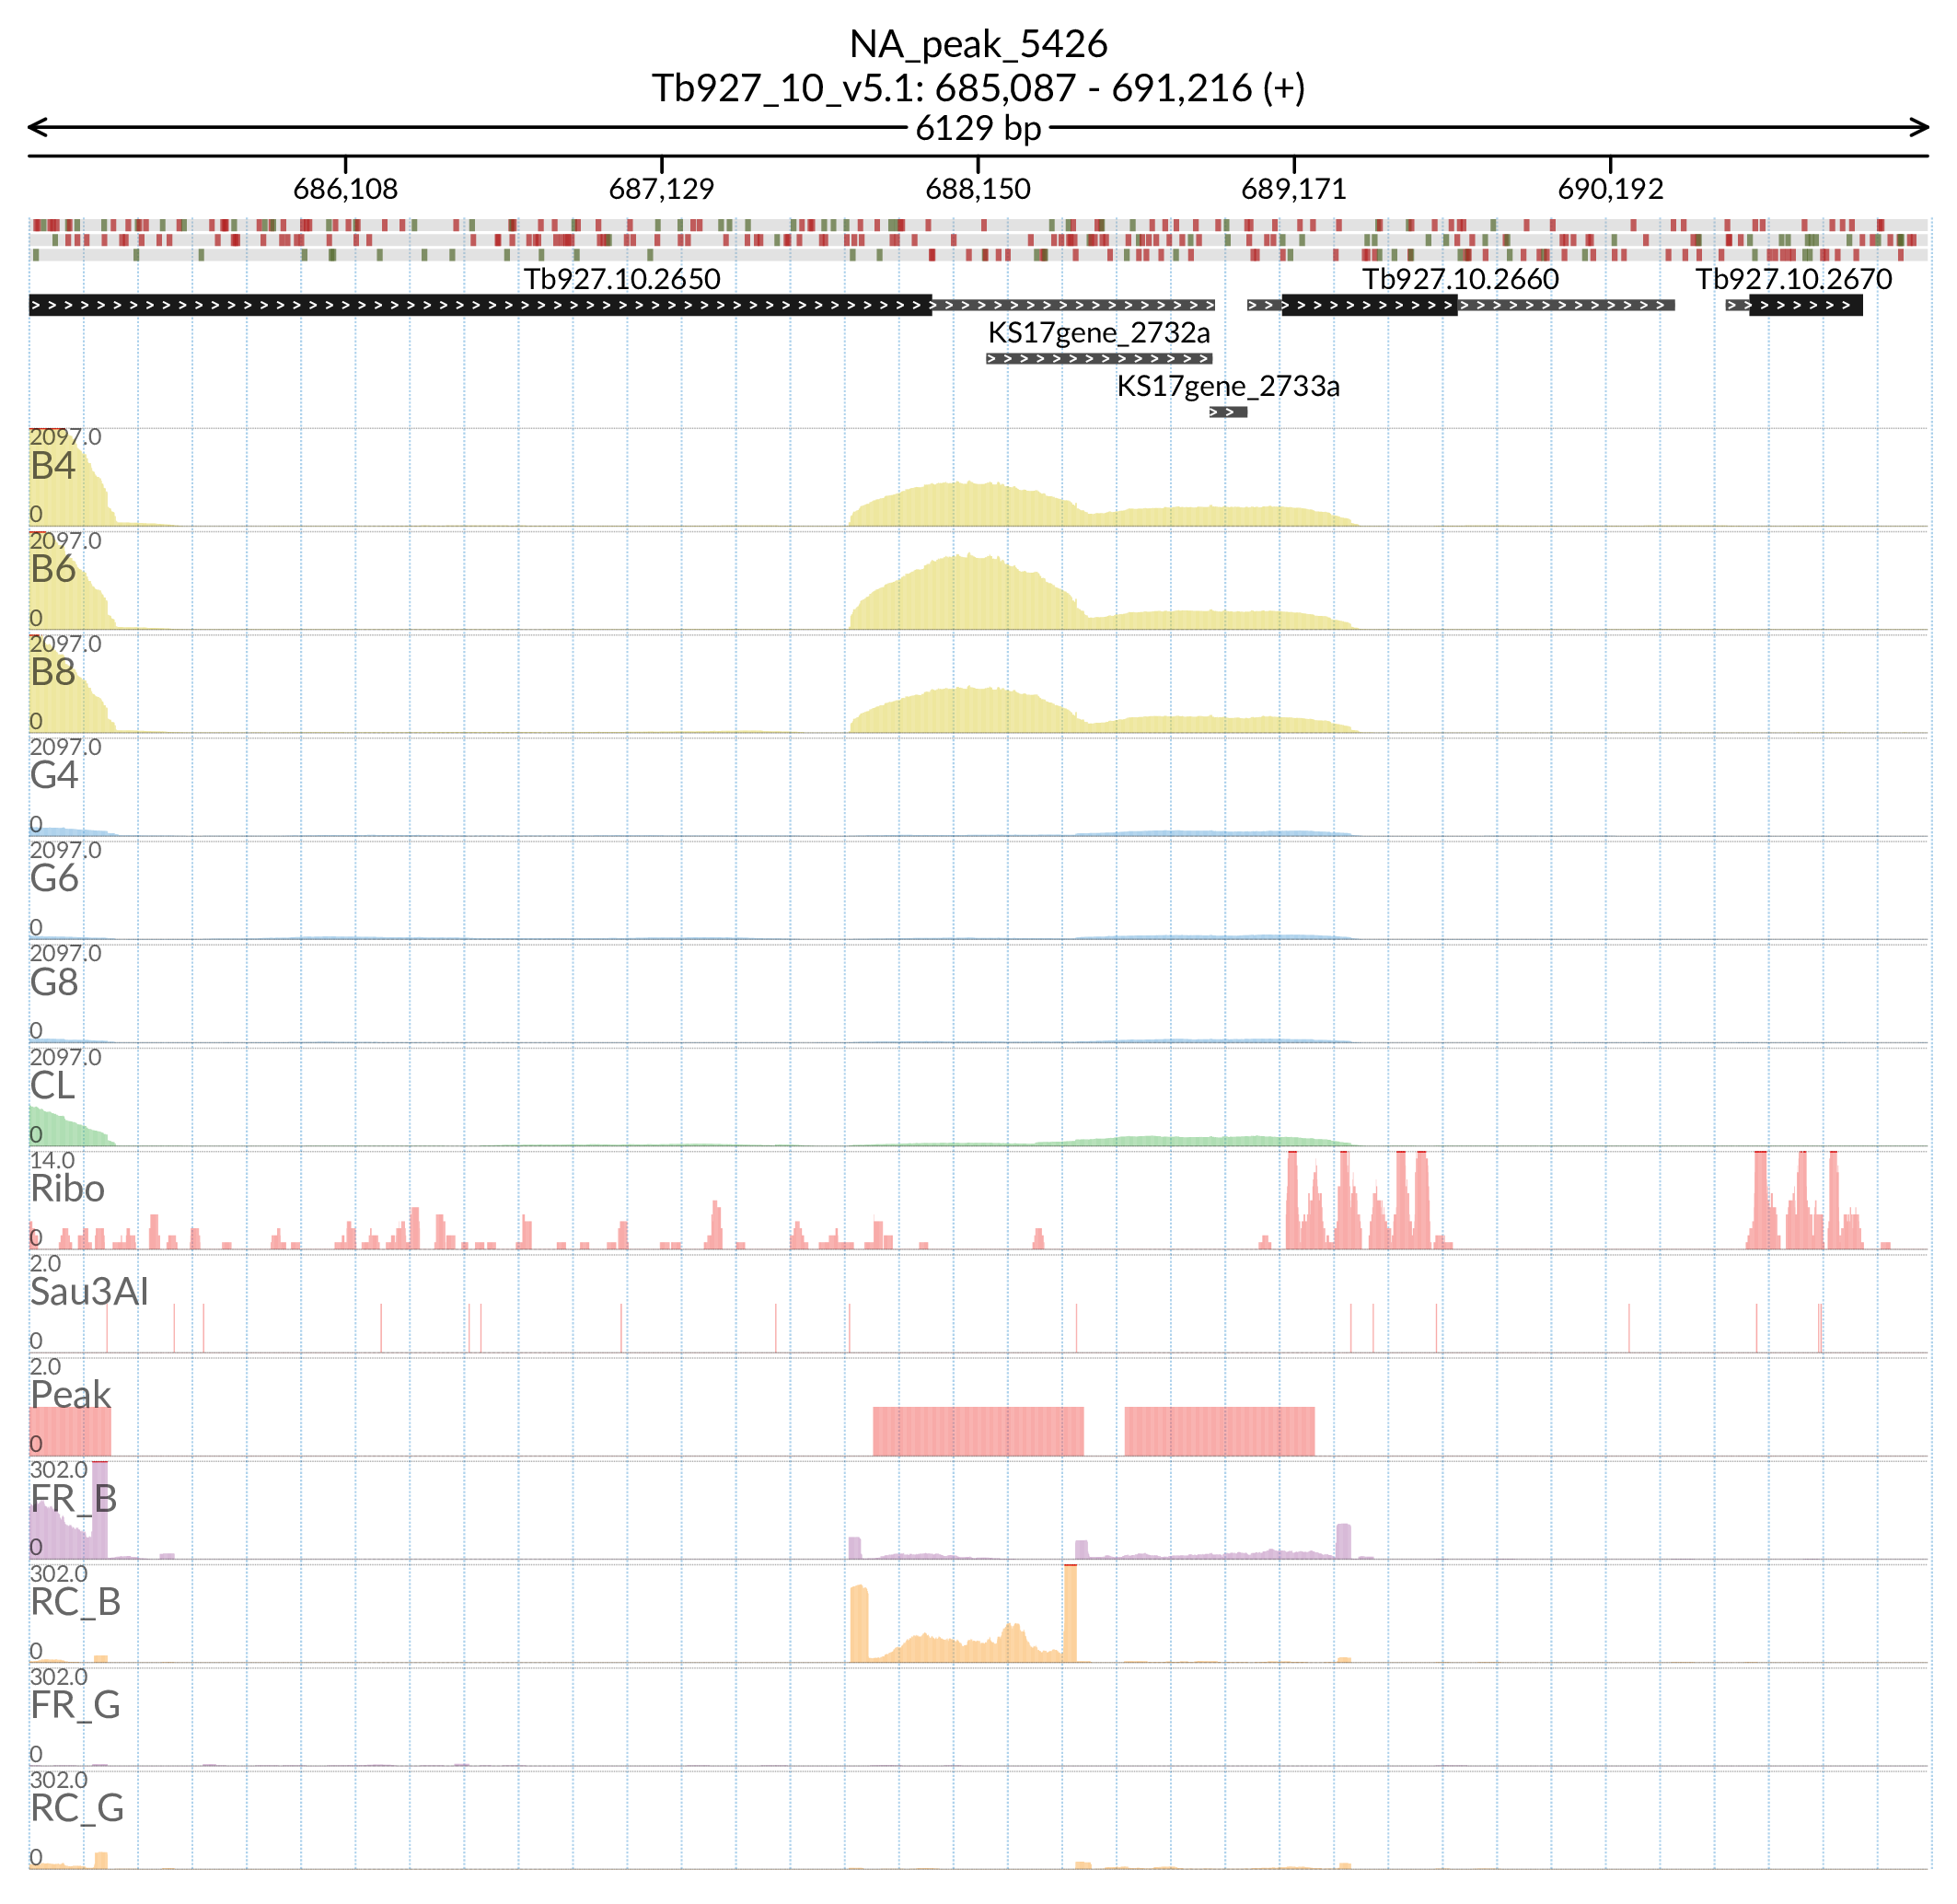 NA_peak_5426
Tb927_10_v5.1: 685,087 - 691,216 (+)
6129 bp
686,108 687,129 688,150 689,171 690,192
Tb927.10.2650 Tb927.10.2660 Tb927.10.2670
KS17gene_2732a
KS17gene_2733a
2097.0
B4
0
2097.0
B6
0
2097.0
B8
0
2097.0
G4
0
2097.0
G6
0
2097.0
G8
0
2097.0
CL
0
14.0
Ribo
0
2.0
Sau3AI
0
2.0
Peak
0
302.0
FR_B
0
302.0
RC_B
0
302.0
FR_G
0
302.0
RC_G
0